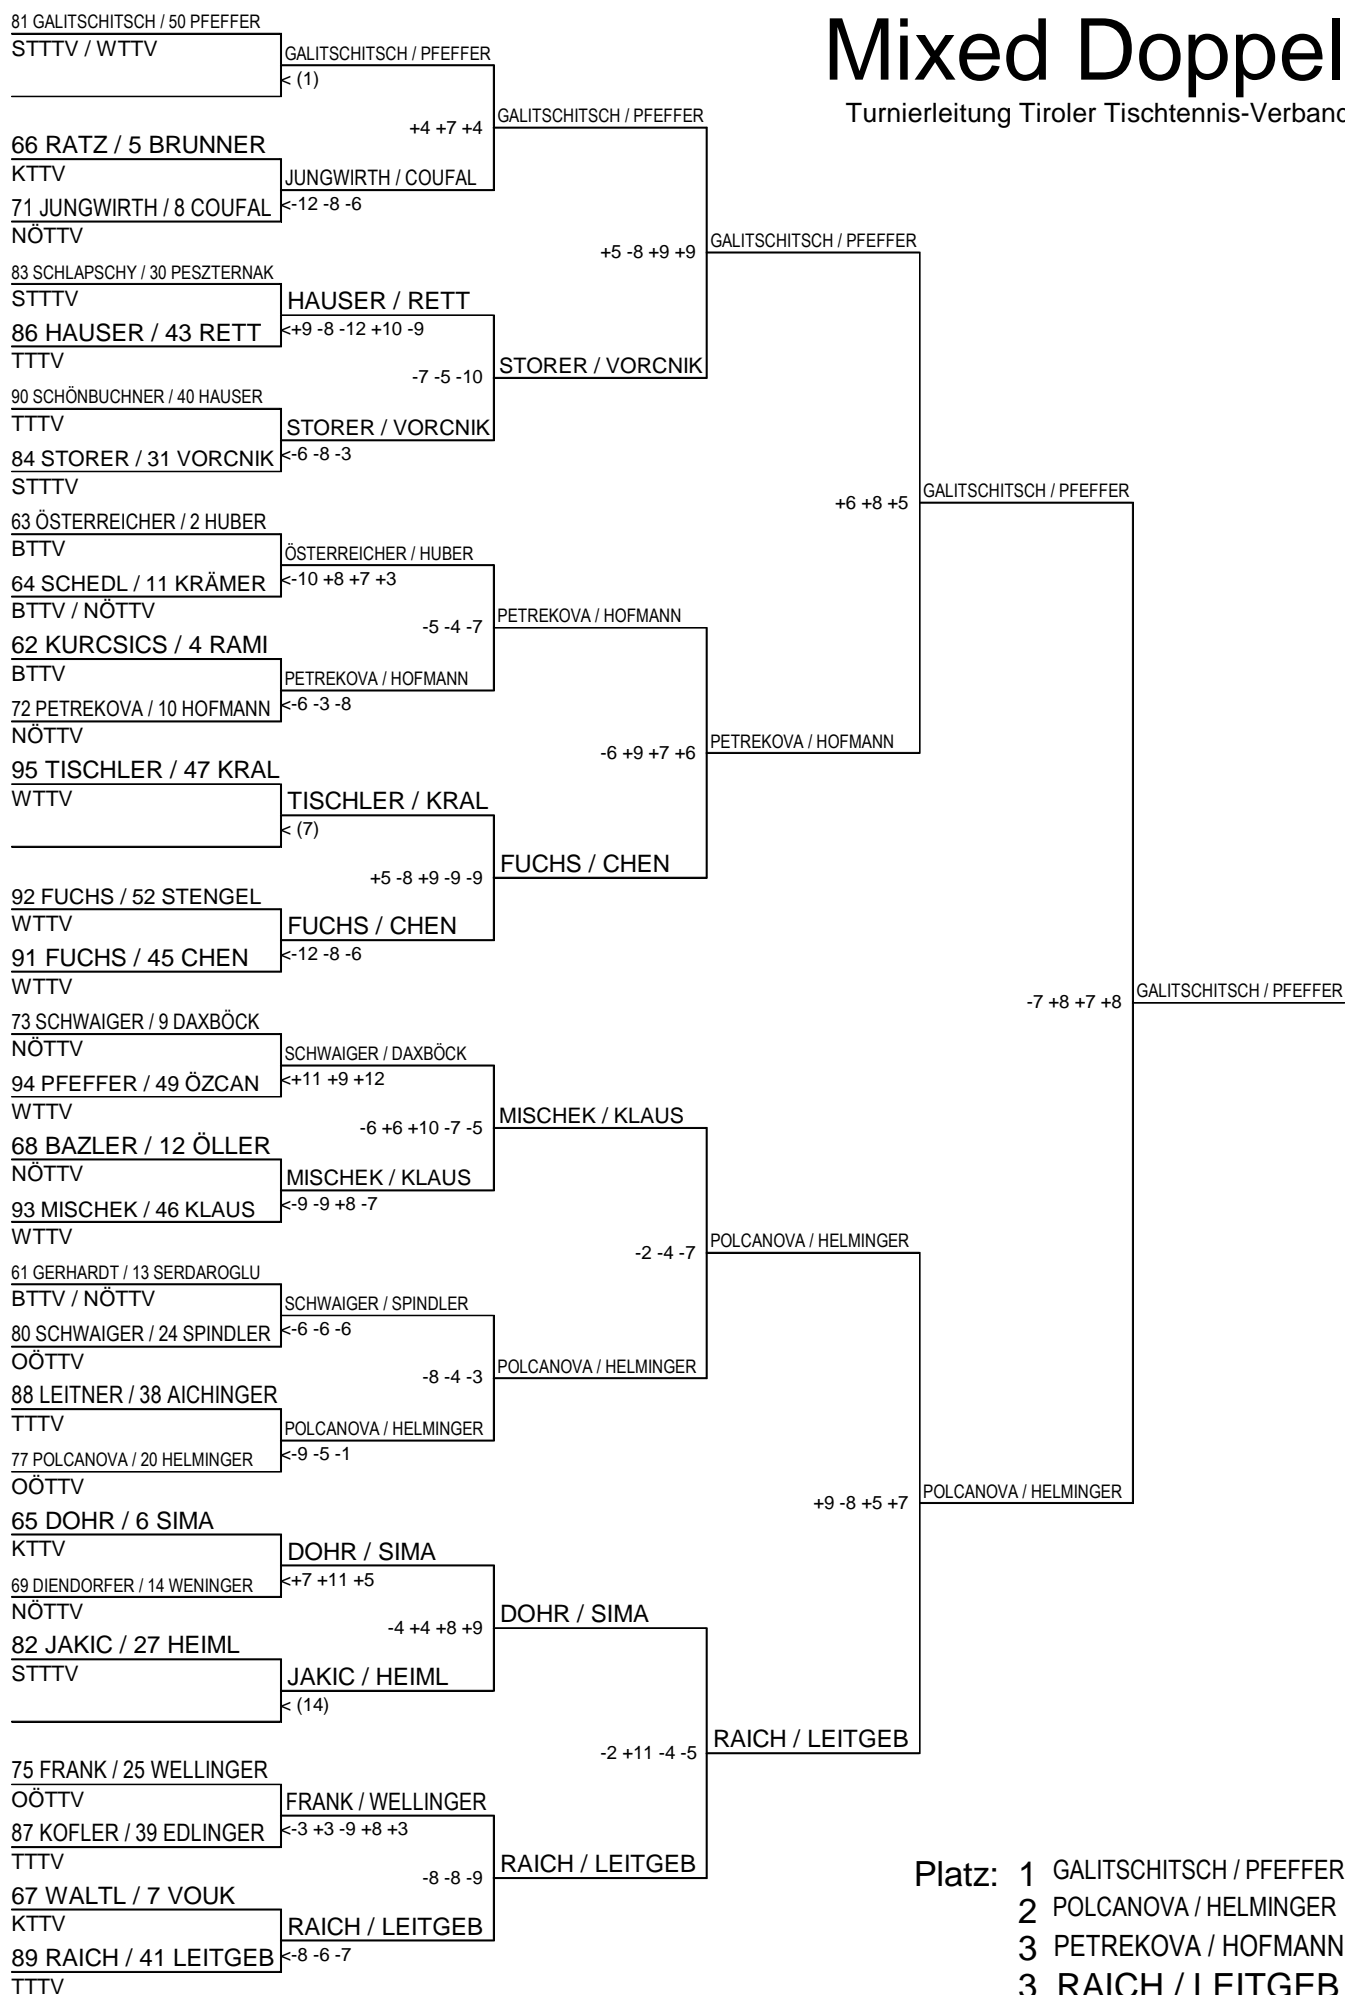 Mixed Doppel
Turnierleitung Tiroler Tischtennis-Verband
81 GALITSCHITSCH / 50 PFEFFER
STTTV / WTTV
GALITSCHITSCH / PFEFFER
< (1)
+4 +7 +4
GALITSCHITSCH / PFEFFER
66 RATZ / 5 BRUNNER
KTTV
JUNGWIRTH / COUFAL
71 JUNGWIRTH / 8 COUFAL
<-12 -8 -6
NÖTTV
+5 -8 +9 +9
GALITSCHITSCH / PFEFFER
83 SCHLAPSCHY / 30 PESZTERNAK
STTTV
HAUSER / RETT
86 HAUSER / 43 RETT
<+9 -8 -12 +10 -9
TTTV
-7 -5 -10
STORER / VORCNIK
90 SCHÖNBUCHNER / 40 HAUSER
TTTV
STORER / VORCNIK
84 STORER / 31 VORCNIK
<-6 -8 -3
STTTV
+6 +8 +5
GALITSCHITSCH / PFEFFER
63 ÖSTERREICHER / 2 HUBER
BTTV
ÖSTERREICHER / HUBER
64 SCHEDL / 11 KRÄMER
<-10 +8 +7 +3
BTTV / NÖTTV
-5 -4 -7
PETREKOVA / HOFMANN
62 KURCSICS / 4 RAMI
BTTV
PETREKOVA / HOFMANN
72 PETREKOVA / 10 HOFMANN
<-6 -3 -8
NÖTTV
-6 +9 +7 +6
PETREKOVA / HOFMANN
95 TISCHLER / 47 KRAL
WTTV
TISCHLER / KRAL
< (7)
+5 -8 +9 -9 -9
FUCHS / CHEN
92 FUCHS / 52 STENGEL
WTTV
FUCHS / CHEN
91 FUCHS / 45 CHEN
<-12 -8 -6
WTTV
-7 +8 +7 +8
GALITSCHITSCH / PFEFFER
73 SCHWAIGER / 9 DAXBÖCK
NÖTTV
SCHWAIGER / DAXBÖCK
94 PFEFFER / 49 ÖZCAN
<+11 +9 +12
WTTV
-6 +6 +10 -7 -5
MISCHEK / KLAUS
68 BAZLER / 12 ÖLLER
NÖTTV
MISCHEK / KLAUS
93 MISCHEK / 46 KLAUS
<-9 -9 +8 -7
WTTV
-2 -4 -7
POLCANOVA / HELMINGER
61 GERHARDT / 13 SERDAROGLU
BTTV / NÖTTV
SCHWAIGER / SPINDLER
80 SCHWAIGER / 24 SPINDLER
<-6 -6 -6
OÖTTV
-8 -4 -3
POLCANOVA / HELMINGER
88 LEITNER / 38 AICHINGER
TTTV
POLCANOVA / HELMINGER
77 POLCANOVA / 20 HELMINGER
<-9 -5 -1
OÖTTV
+9 -8 +5 +7
POLCANOVA / HELMINGER
65 DOHR / 6 SIMA
KTTV
DOHR / SIMA
69 DIENDORFER / 14 WENINGER
<+7 +11 +5
NÖTTV
-4 +4 +8 +9
DOHR / SIMA
82 JAKIC / 27 HEIML
STTTV
JAKIC / HEIML
< (14)
-2 +11 -4 -5
RAICH / LEITGEB
75 FRANK / 25 WELLINGER
OÖTTV
FRANK / WELLINGER
87 KOFLER / 39 EDLINGER
<-3 +3 -9 +8 +3
TTTV
-8 -8 -9
RAICH / LEITGEB
67 WALTL / 7 VOUK
KTTV
RAICH / LEITGEB
89 RAICH / 41 LEITGEB
<-8 -6 -7
TTTV
Platz: 1 GALITSCHITSCH / PFEFFER
2 POLCANOVA / HELMINGER
3 PETREKOVA / HOFMANN
3 RAICH / LEITGEB